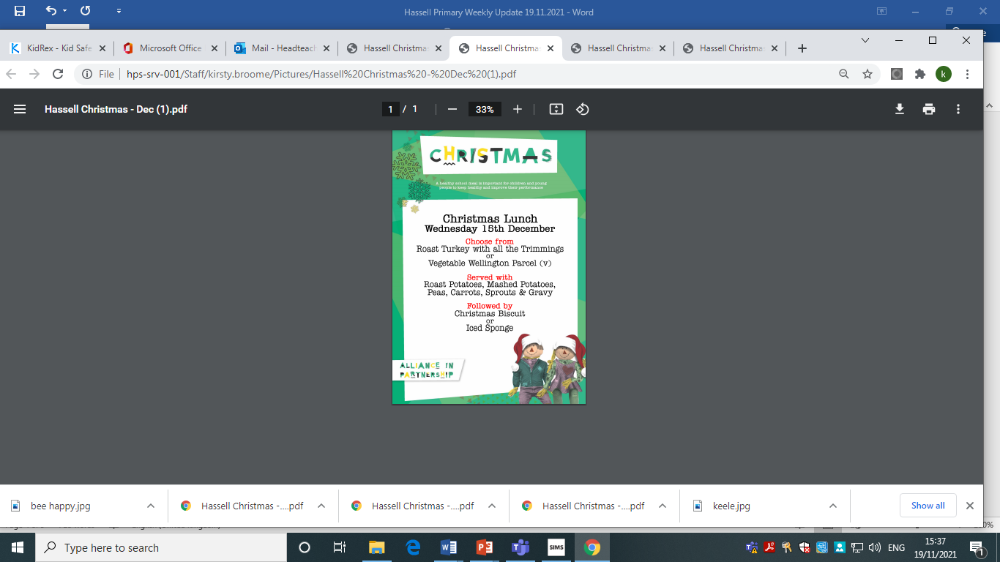 Hassell Primary Weekly Update 19.11.2021 - Word
KidRex - Kid Safe
Microsoft Office
Mail - Headteach
Hassell Christmas
Hassell Christmas
Hassell Christmas
Hassell Christmas
File
hps-srv-001/Staff/kirsty.broome/Pictures/Hassell%20Christmas%20-%20Dec%20(1).pdf
k
Hassell Christmas - Dec (1).pdf
1 / 1
33%
CHRISTMAS
A healthy school meal is important for children and young
people to keep healthy and improve their performance
Christmas Lunch
Wednesday 15th December
Choose from
Roast Turkey with all the Trimmings
or
Vegetable Wellington Parcel (v)
Served with
Roast Potatoes, Mashed Potatoes,
Peas, Carrots, Sprouts & Gravy
Followed by
Christmas Biscuit
or
Iced Sponge
ALLIANCE IN
PARTNERSHIP
bee happy.jpg
Hassell Christmas -....pdf
Hassell Christmas -....pdf
Hassell Christmas -....pdf
keele.jpg
Show all
Type here to search
SIMS
ENG
15:37
19/11/2021
1